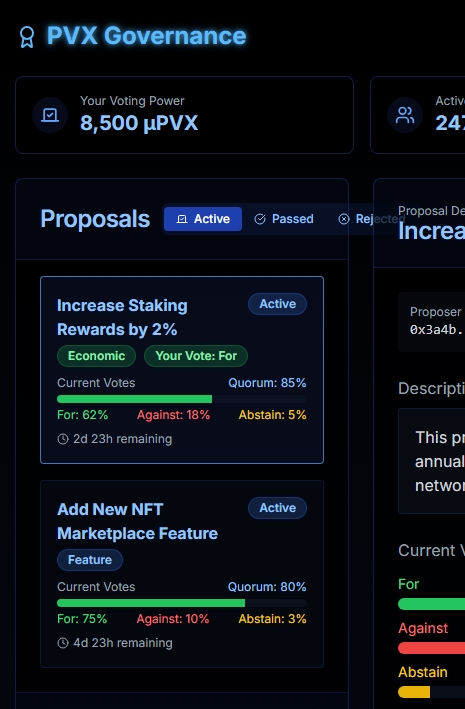 PVX Governance
Your Voting Power
8,500 µPVX
Active
247
Proposals
Active
Passed
Rejected
Increase Staking
Rewards by 2%
Active
Economic
Your Vote: For
Current Votes
Quorum: 85%
For: 62%
Against: 18%
Abstain: 5%
2d 23h remaining
Add New NFT
Marketplace Feature
Active
Feature
Current Votes
Quorum: 80%
For: 75%
Against: 10%
Abstain: 3%
4d 23h remaining
Proposal De
Increa
Proposer
0x3a4b.
Descripti
This pr
annual
networ
Current V
For
Against
Abstain